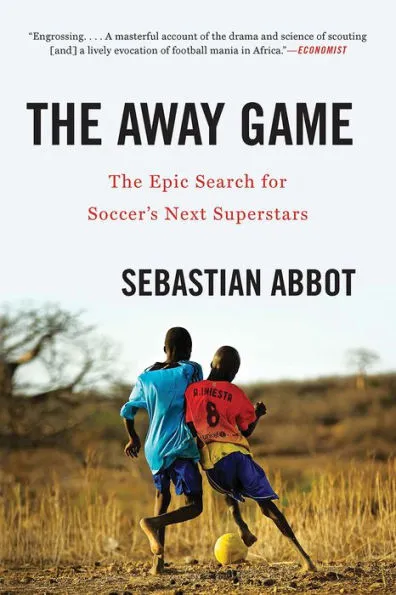 “Engrossing. . . . A masterful account of the drama and science of scouting
[and] a lively evocation of football mania in Africa.”—ECONOMIST
THE AWAY GAME
The Epic Search for
Soccer’s Next Superstars
SEBASTIAN ABBOT
A.INIESTA
8
unicef